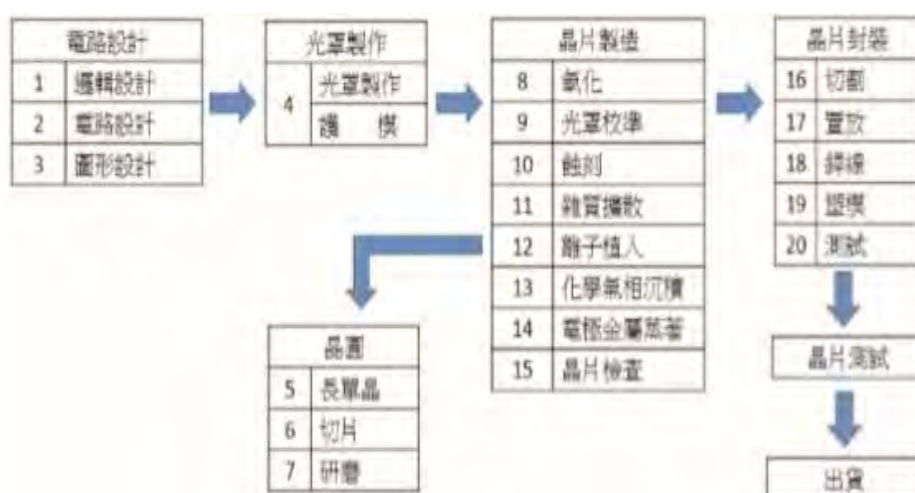 電路設計
1 邏輯設計
2 電路設計
3 圖形設計
光罩製作
4 光罩製作
護 模
晶圓
5 長單晶
6 切片
7 研磨
晶片製造
8 氧化
9 光罩校準
10 蝕刻
11 雜質擴散
12 離子植入
13 化學氣相沉積
14 電極金屬蒸著
15 晶片檢查
晶片封裝
16 切割
17 置放
18 銲線
19 塑模
20 測試
晶片測試
出貨